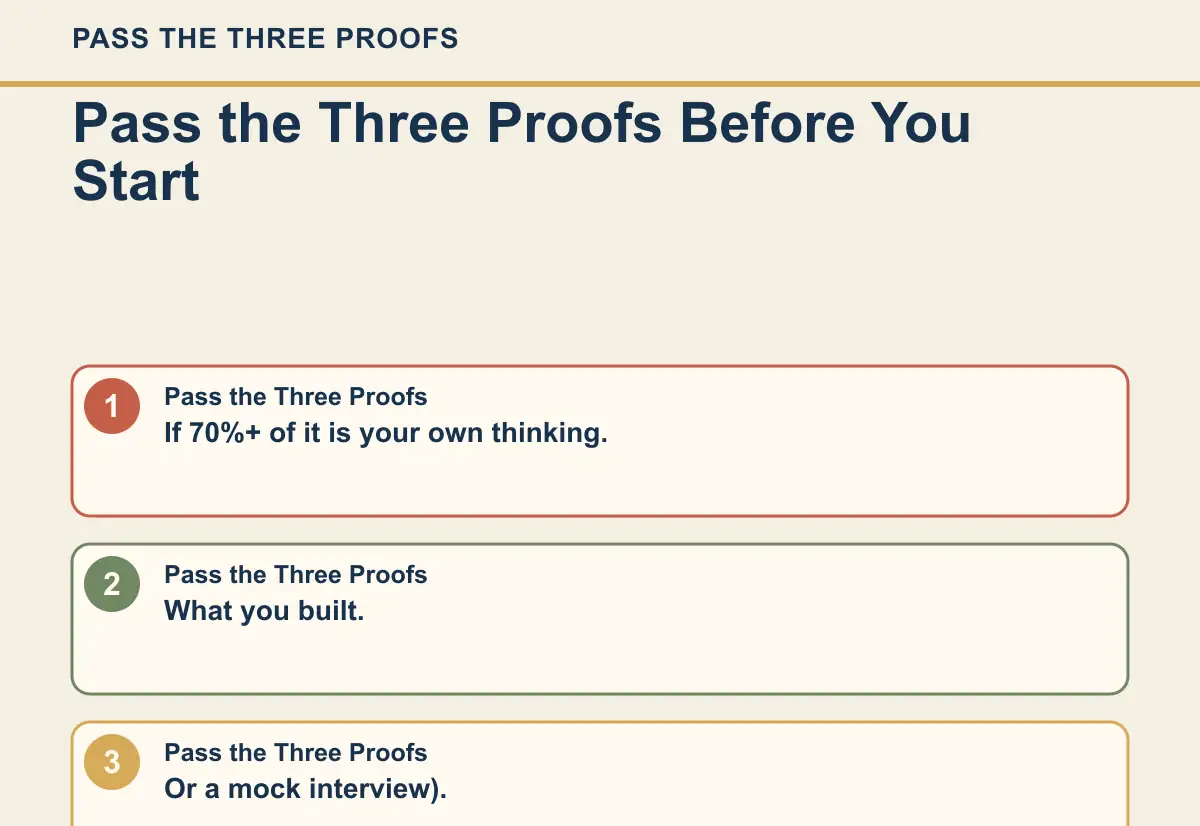 PASS THE THREE PROOFS
Pass the Three Proofs Before You
Start
1
Pass the Three Proofs
If 70%+ of it is your own thinking.
2
Pass the Three Proofs
What you built.
3
Pass the Three Proofs
Or a mock interview).